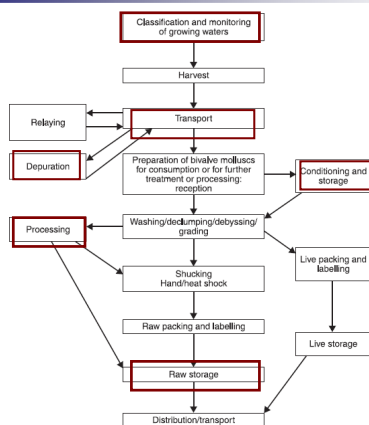 Classification and monitoring
of growing waters
Harvest
Relaying
Transport
Depuration
Preparation of bivalve molluscs
for consumption or for further
treatment or processing:
reception
Conditioning and
storage
Processing
Washing/declumping/debyssing/
grading
Shucking
Hand/heat shock
Live packing and
labelling
Raw packing and labelling
Live storage
Raw storage
Distribution/transport